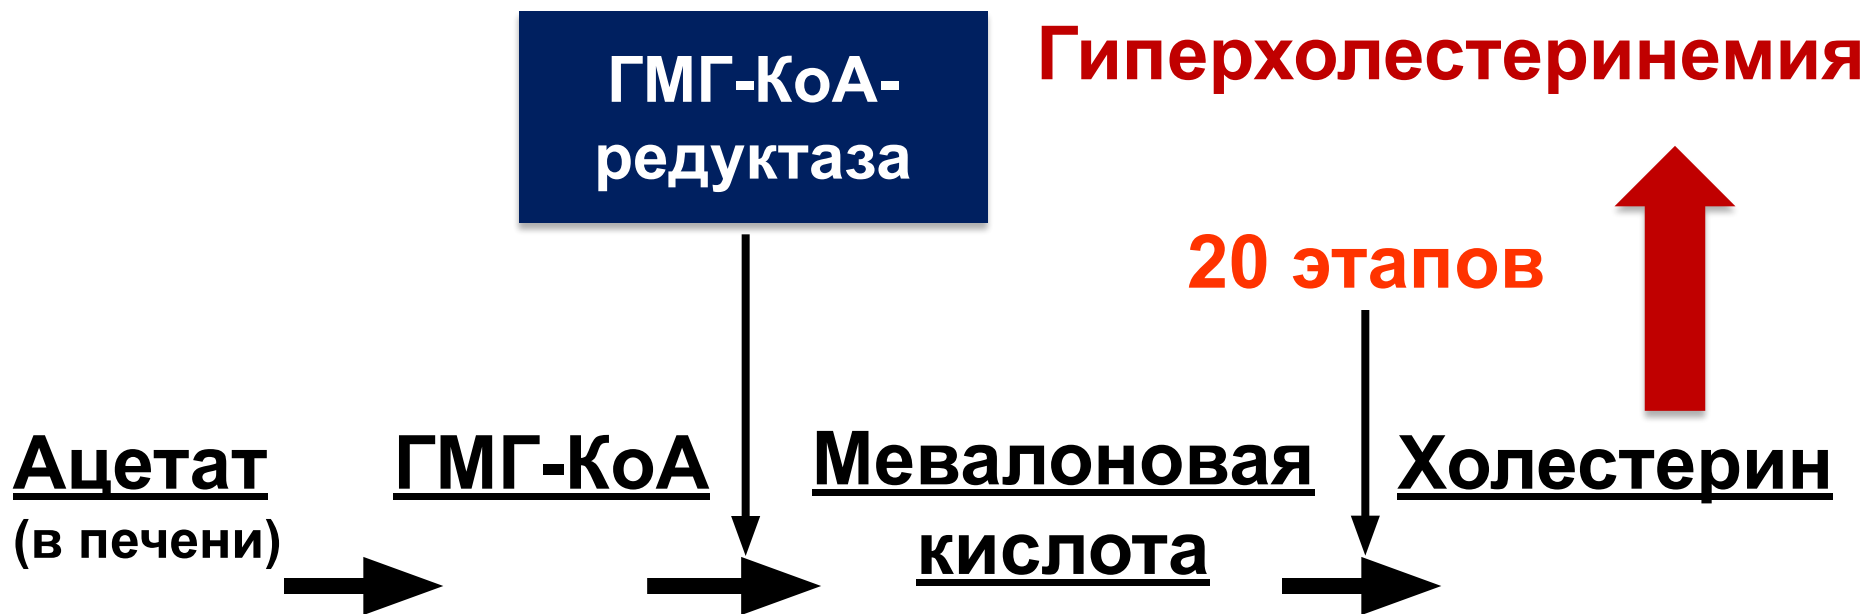 ГМГ-КоА-
редуктаза
Гиперхолестеринемия
20 этапов
Ацетат
(в печени)
ГМГ-КоА
Мевалоновая
кислота
Холестерин